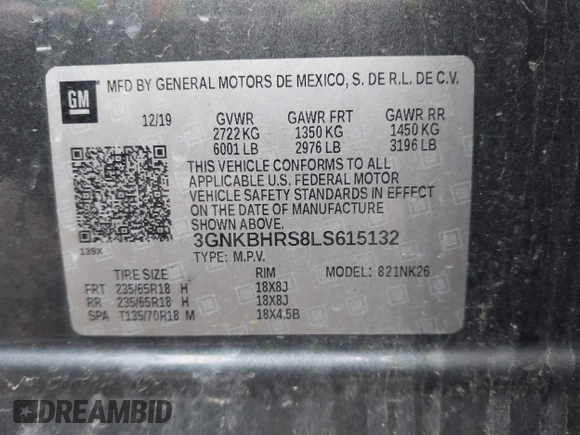 GM
MFD BY GENERAL MOTORS DE MEXICO, S. DE R.L. DE C.V.
12/19 GVWR GAWR FRT GAWR RR
2722 KG 1350 KG 1450 KG
6001 LB 2976 LB 3196 LB
THIS VEHICLE CONFORMS TO ALL
APPLICABLE U.S. FEDERAL MOTOR
VEHICLE SAFETY STANDARDS IN EFFECT
ON THE DATE OF MANUFACTURE
SHOWN ABOVE.
139X 3GNKBHRS8LS615132
TYPE: M.P.V.
TIRE SIZE RIM MODEL: 821NK26
FRT 235/65R18 H 18X8J
RR 235/65R18 H 18X8J
SPA T135/70R18 M 18X4.5B
DREAMBID